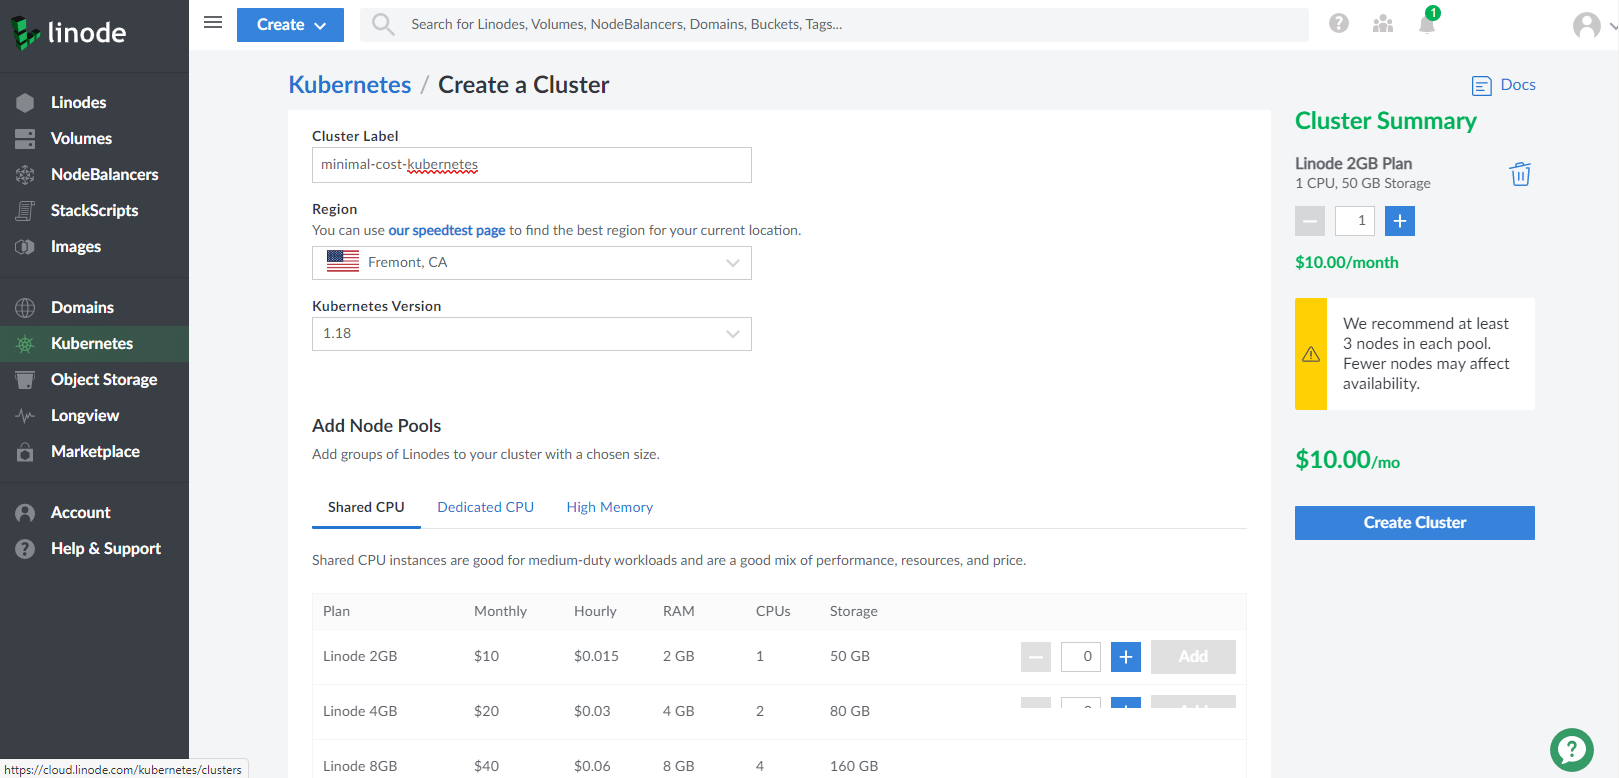 linode
Create
Search for Linodes, Volumes, NodeBalancers, Domains, Buckets, Tags...
1
Linodes
Volumes
NodeBalancers
StackScripts
Images
Domains
Kubernetes
Object Storage
Longview
Marketplace
Account
Help & Support
https://cloud.linode.com/kubernetes/clusters
Kubernetes / Create a Cluster
Docs
Cluster Label
minimal-cost-kubernetes
Region
You can use our speedtest page to find the best region for your current location.
Fremont, CA
Kubernetes Version
1.18
Add Node Pools
Add groups of Linodes to your cluster with a chosen size.
Shared CPU Dedicated CPU High Memory
Shared CPU instances are good for medium-duty workloads and are a good mix of performance, resources, and price.
Plan Monthly Hourly RAM CPUs Storage
Linode 2GB $10 $0.015 2 GB 1 50 GB 0 Add
Linode 4GB $20 $0.03 4 GB 2 80 GB
Linode 8GB $40 $0.06 8 GB 4 160 GB
Cluster Summary
Linode 2GB Plan
1 CPU, 50 GB Storage
1
$10.00/month
We recommend at least
3 nodes in each pool.
Fewer nodes may affect
availability.
$10.00/mo
Create Cluster